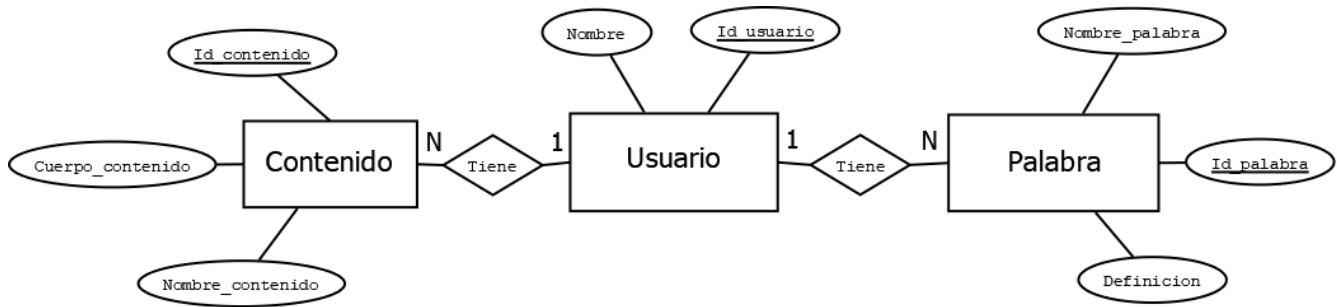 Nombre
Id_usuario
Nombre_palabra
Id_contenido
Cuerpo_contenido
Contenido
N
Tiene
1
Usuario
1
Tiene
N
Palabra
Id_palabra
Nombre_contenido
Definicion